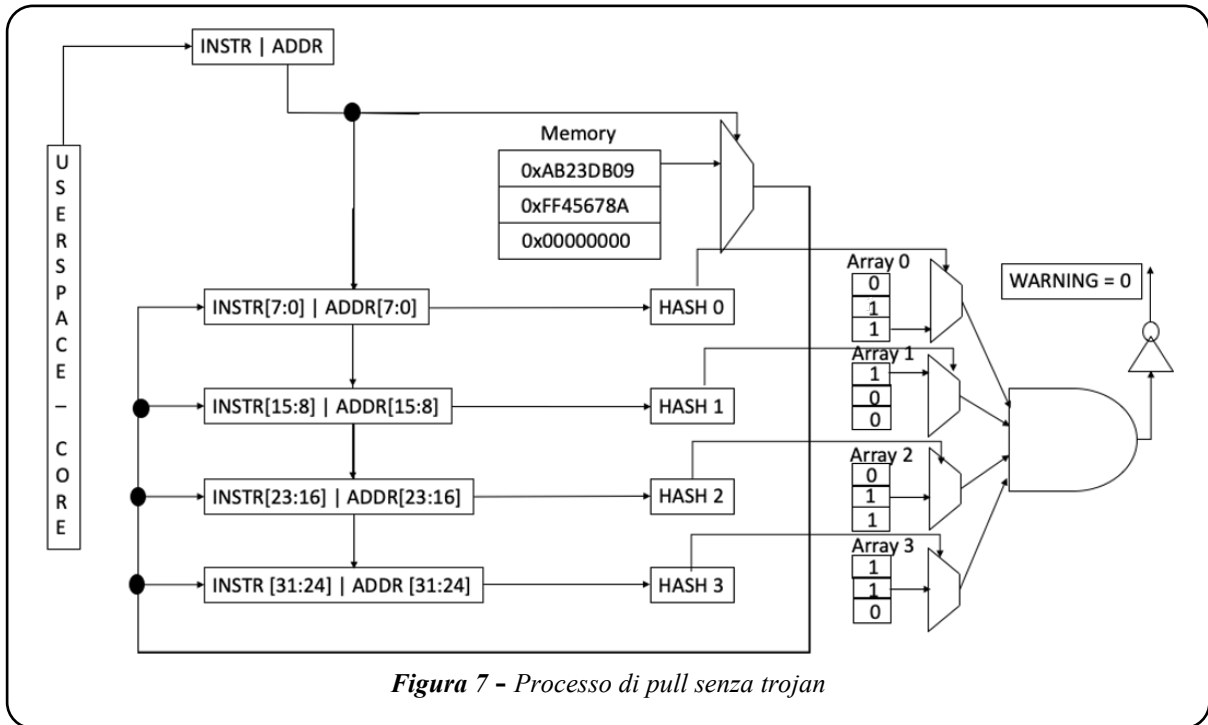 INSTR | ADDR
USERSPACE – CORE
Memory
0xAB23DB09
0xFF45678A
0x00000000
INSTR[7:0] | ADDR[7:0]
HASH 0
Array 0
0
1
1
WARNING = 0
INSTR[15:8] | ADDR[15:8]
HASH 1
Array 1
1
0
0
INSTR[23:16] | ADDR[23:16]
HASH 2
Array 2
0
1
1
INSTR [31:24] | ADDR [31:24]
HASH 3
Array 3
1
1
0
Figura 7 – Processo di pull senza trojan